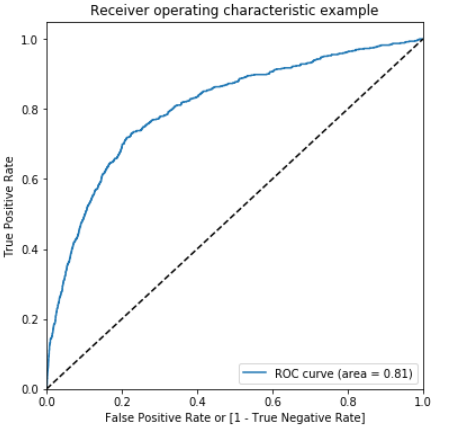 Receiver operating characteristic example
1.0
0.8
0.6
0.4
0.2
0.0
True Positive Rate
ROC curve (area = 0.81)
0.0 0.2 0.4 0.6 0.8 1.0
False Positive Rate or [1 - True Negative Rate]